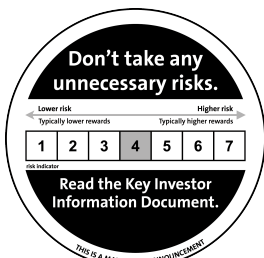 Don't take any
unnecessary risks.
Lower risk Higher risk
Typically lower rewards Typically higher rewards
1 2 3 4 5 6 7
risk indicator
Read the Key Investor
Information Document.
THIS IS A